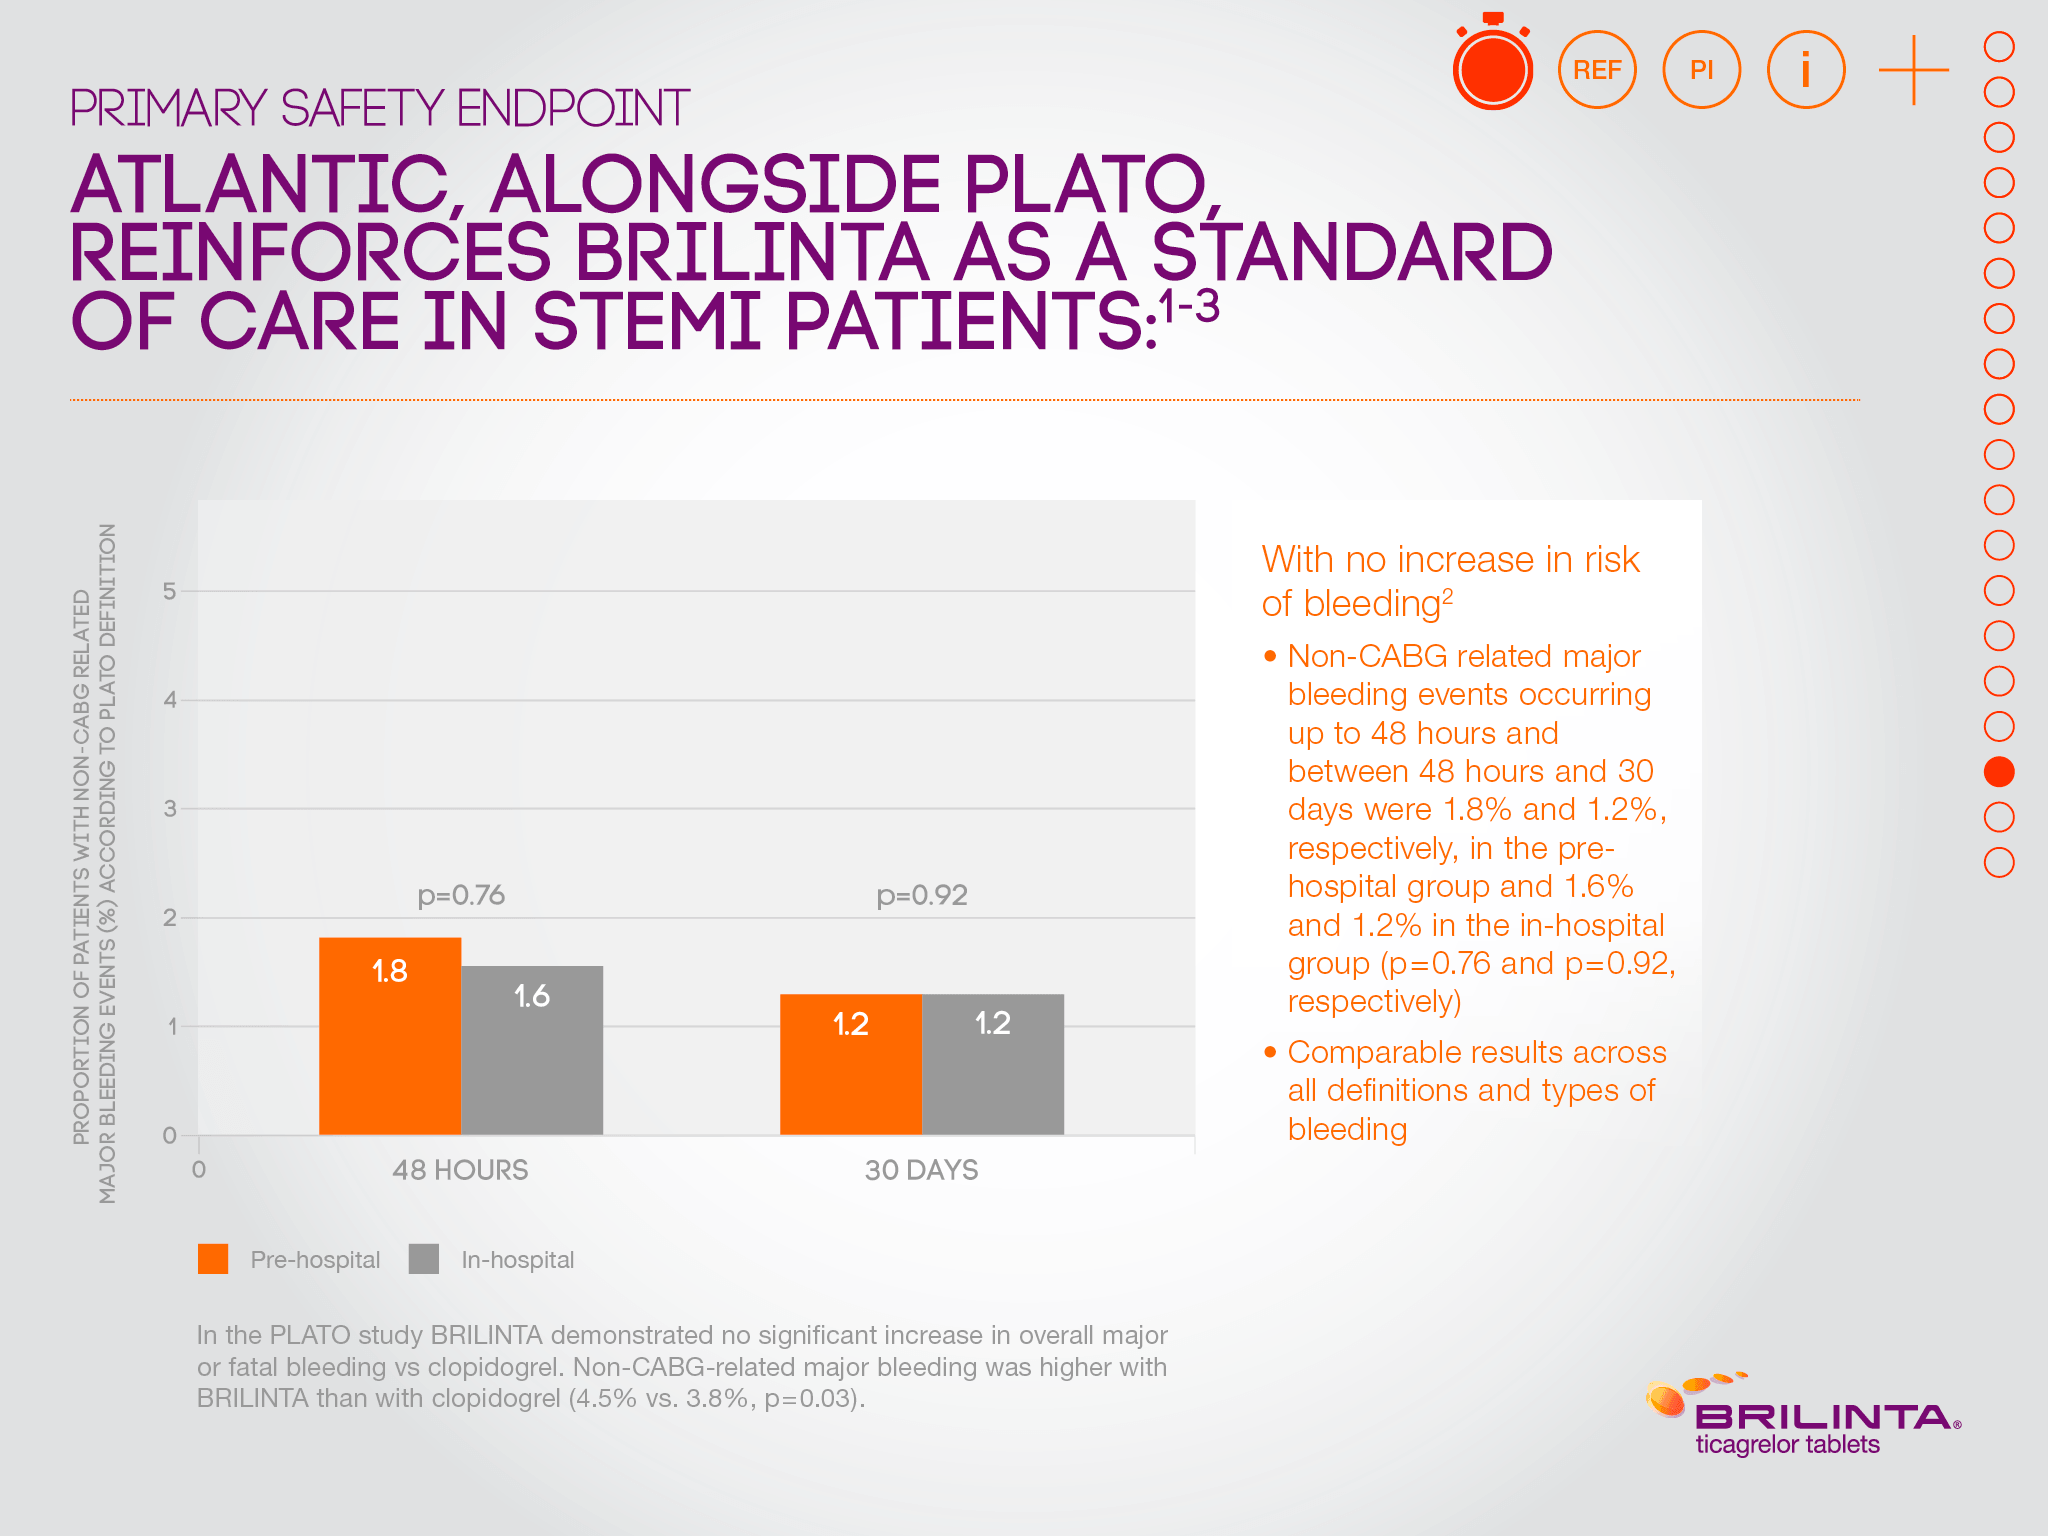 REF
PI
i
PRIMARY SAFETY ENDPOINT
ATLANTIC, ALONGSIDE PLATO,
REINFORCES BRILINTA AS A STANDARD
OF CARE IN STEMI PATIENTS:1-3
PROPORTION OF PATIENTS WITH NON-CABG RELATED
MAJOR BLEEDING EVENTS (%) ACCORDING TO PLATO DEFINITION
5
4
3
2
1
0
p=0.76
p=0.92
1.8
1.6
1.2
1.2
0
48 HOURS
30 DAYS
Pre-hospital
In-hospital
With no increase in risk
of bleeding2
• Non-CABG related major
bleeding events occurring
up to 48 hours and
between 48 hours and 30
days were 1.8% and 1.2%,
respectively, in the pre-
hospital group and 1.6%
and 1.2% in the in-hospital
group (p=0.76 and p=0.92,
respectively)
• Comparable results across
all definitions and types of
bleeding
In the PLATO study BRILINTA demonstrated no significant increase in overall major
or fatal bleeding vs clopidogrel. Non-CABG-related major bleeding was higher with
BRILINTA than with clopidogrel (4.5% vs. 3.8%, p=0.03).
BRILINTA®
ticagrelor tablets